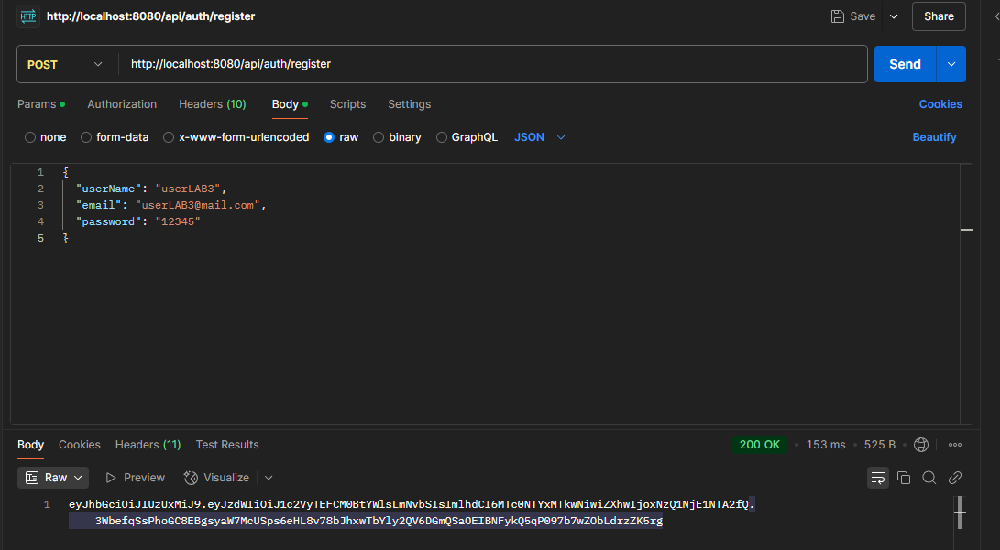 HTTP http://localhost:8080/api/auth/register Save Share
POST http://localhost:8080/api/auth/register Send
Params Authorization Headers (10) Body Scripts Settings Cookies
none form-data x-www-form-urlencoded raw binary GraphQL JSON Beautify
1 {
2 "userName": "userLAB3",
3 "email": "userLAB3@mail.com",
4 "password": "12345"
5 }
Body Cookies Headers (11) Test Results 200 OK 153 ms 525 B
Raw Preview Visualize
1 eyJhbGciOiJIUzUxMiJ9.eyJzdWIiOiJ1c2VyTEFCM0BtYWlsLmNvbSIsImlhdCI6MTc0NTYxMTkwNiwiZXhwIjoxNzQ1NjE1NTA2fQ.
3WbefqSsPhoGC8EBgsyaW7McUSps6eHL8v78bJhxwTbYly2QV6DGmQSaOEIBNFykQ5qP097b7wZObLdrzZK5rg